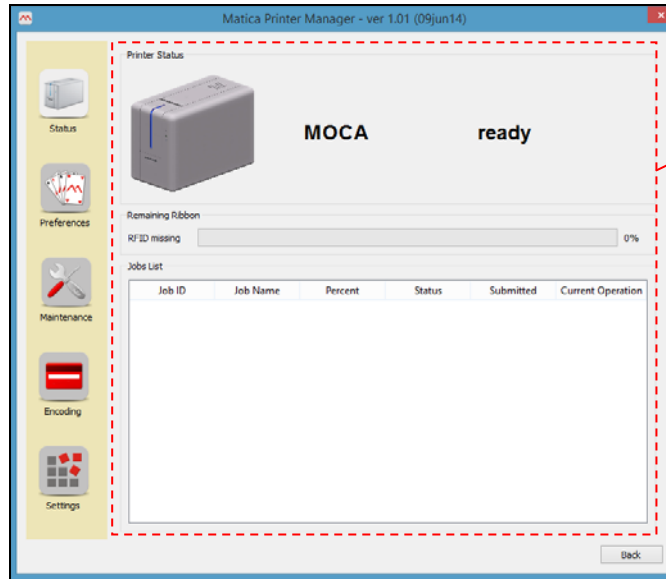 Matica Printer Manager - ver 1.01 (09jun14)
x
Printer Status
MOCA ready
Status
Preferences
Remaining Ribbon
RFID missing 0%
Jobs List
Job ID Job Name Percent Status Submitted Current Operation
Maintenance
Encoding
Settings
Back